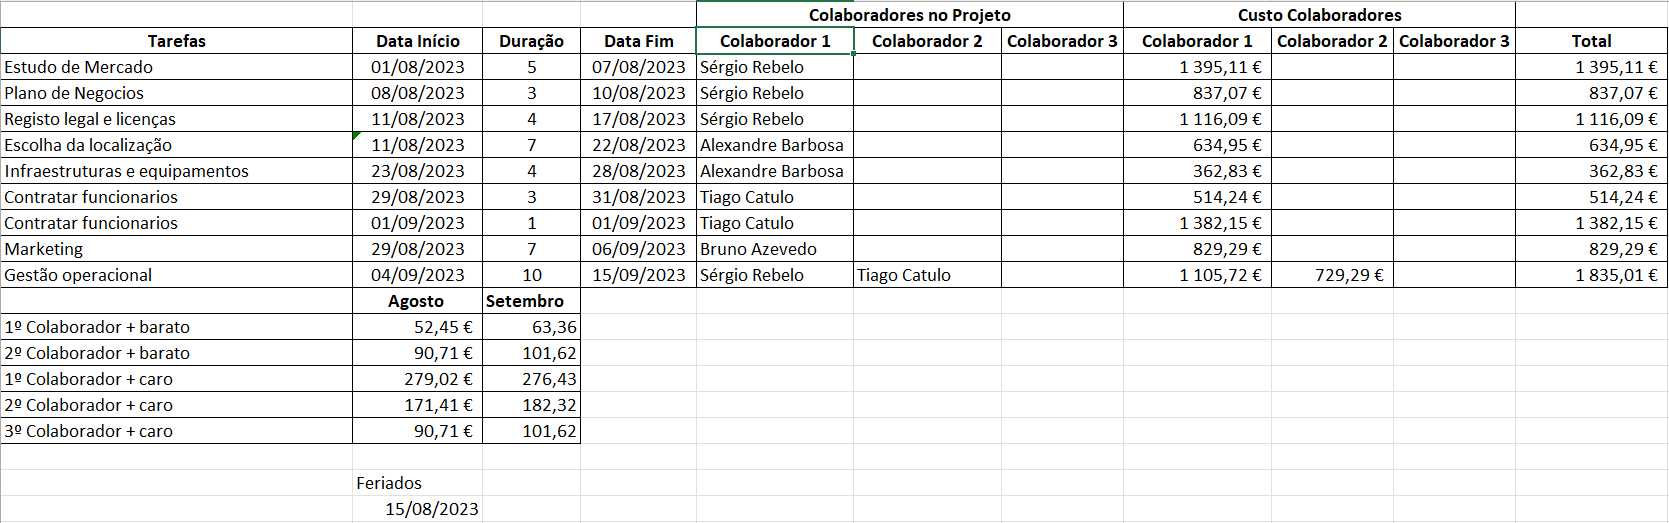 Colaboradores no Projeto Custo Colaboradores
Tarefas Data Início Duração Data Fim Colaborador 1 Colaborador 2 Colaborador 3 Colaborador 1 Colaborador 2 Colaborador 3 Total
Estudo de Mercado 01/08/2023 5 07/08/2023 Sérgio Rebelo 1 395,11 € 1 395,11 €
Plano de Negocios 08/08/2023 3 10/08/2023 Sérgio Rebelo 837,07 € 837,07 €
Registo legal e licenças 11/08/2023 4 17/08/2023 Sérgio Rebelo 1 116,09 € 1 116,09 €
Escolha da localização 11/08/2023 7 22/08/2023 Alexandre Barbosa 634,95 € 634,95 €
Infraestruturas e equipamentos 23/08/2023 4 28/08/2023 Alexandre Barbosa 362,83 € 362,83 €
Contratar funcionarios 29/08/2023 3 31/08/2023 Tiago Catulo 514,24 € 514,24 €
Contratar funcionarios 01/09/2023 1 01/09/2023 Tiago Catulo 1 382,15 € 1 382,15 €
Marketing 29/08/2023 7 06/09/2023 Bruno Azevedo 829,29 € 829,29 €
Gestão operacional 04/09/2023 10 15/09/2023 Sérgio Rebelo Tiago Catulo 1 105,72 € 729,29 € 1 835,01 €
Agosto Setembro
1º Colaborador + barato 52,45 € 63,36
2º Colaborador + barato 90,71 € 101,62
1º Colaborador + caro 279,02 € 276,43
2º Colaborador + caro 171,41 € 182,32
3º Colaborador + caro 90,71 € 101,62
Feriados
15/08/2023